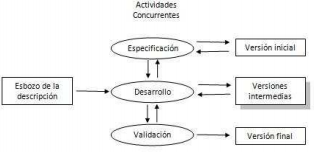 Actividades
Concurrentes
Especificación
Versión inicial
Esbozo de la
descripción
Desarrollo
Versiones
intermedias
Validación
Versión final